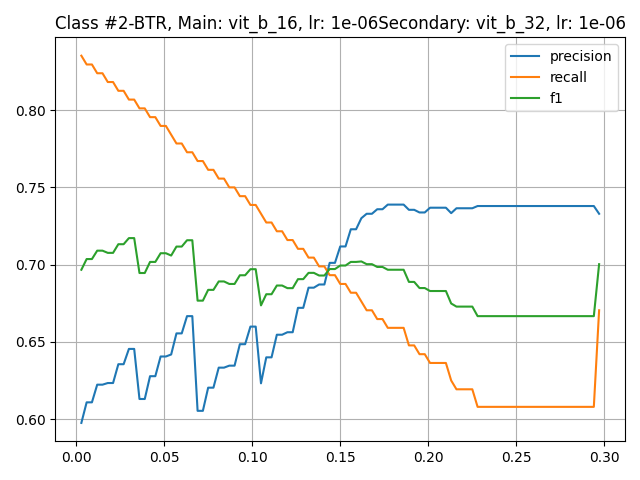 Class #2-BTR, Main: vit_b_16, lr: 1e-06Secondary: vit_b_32, lr: 1e-06
precision
recall
f1
0.80
0.75
0.70
0.65
0.60
0.00 0.05 0.10 0.15 0.20 0.25 0.30